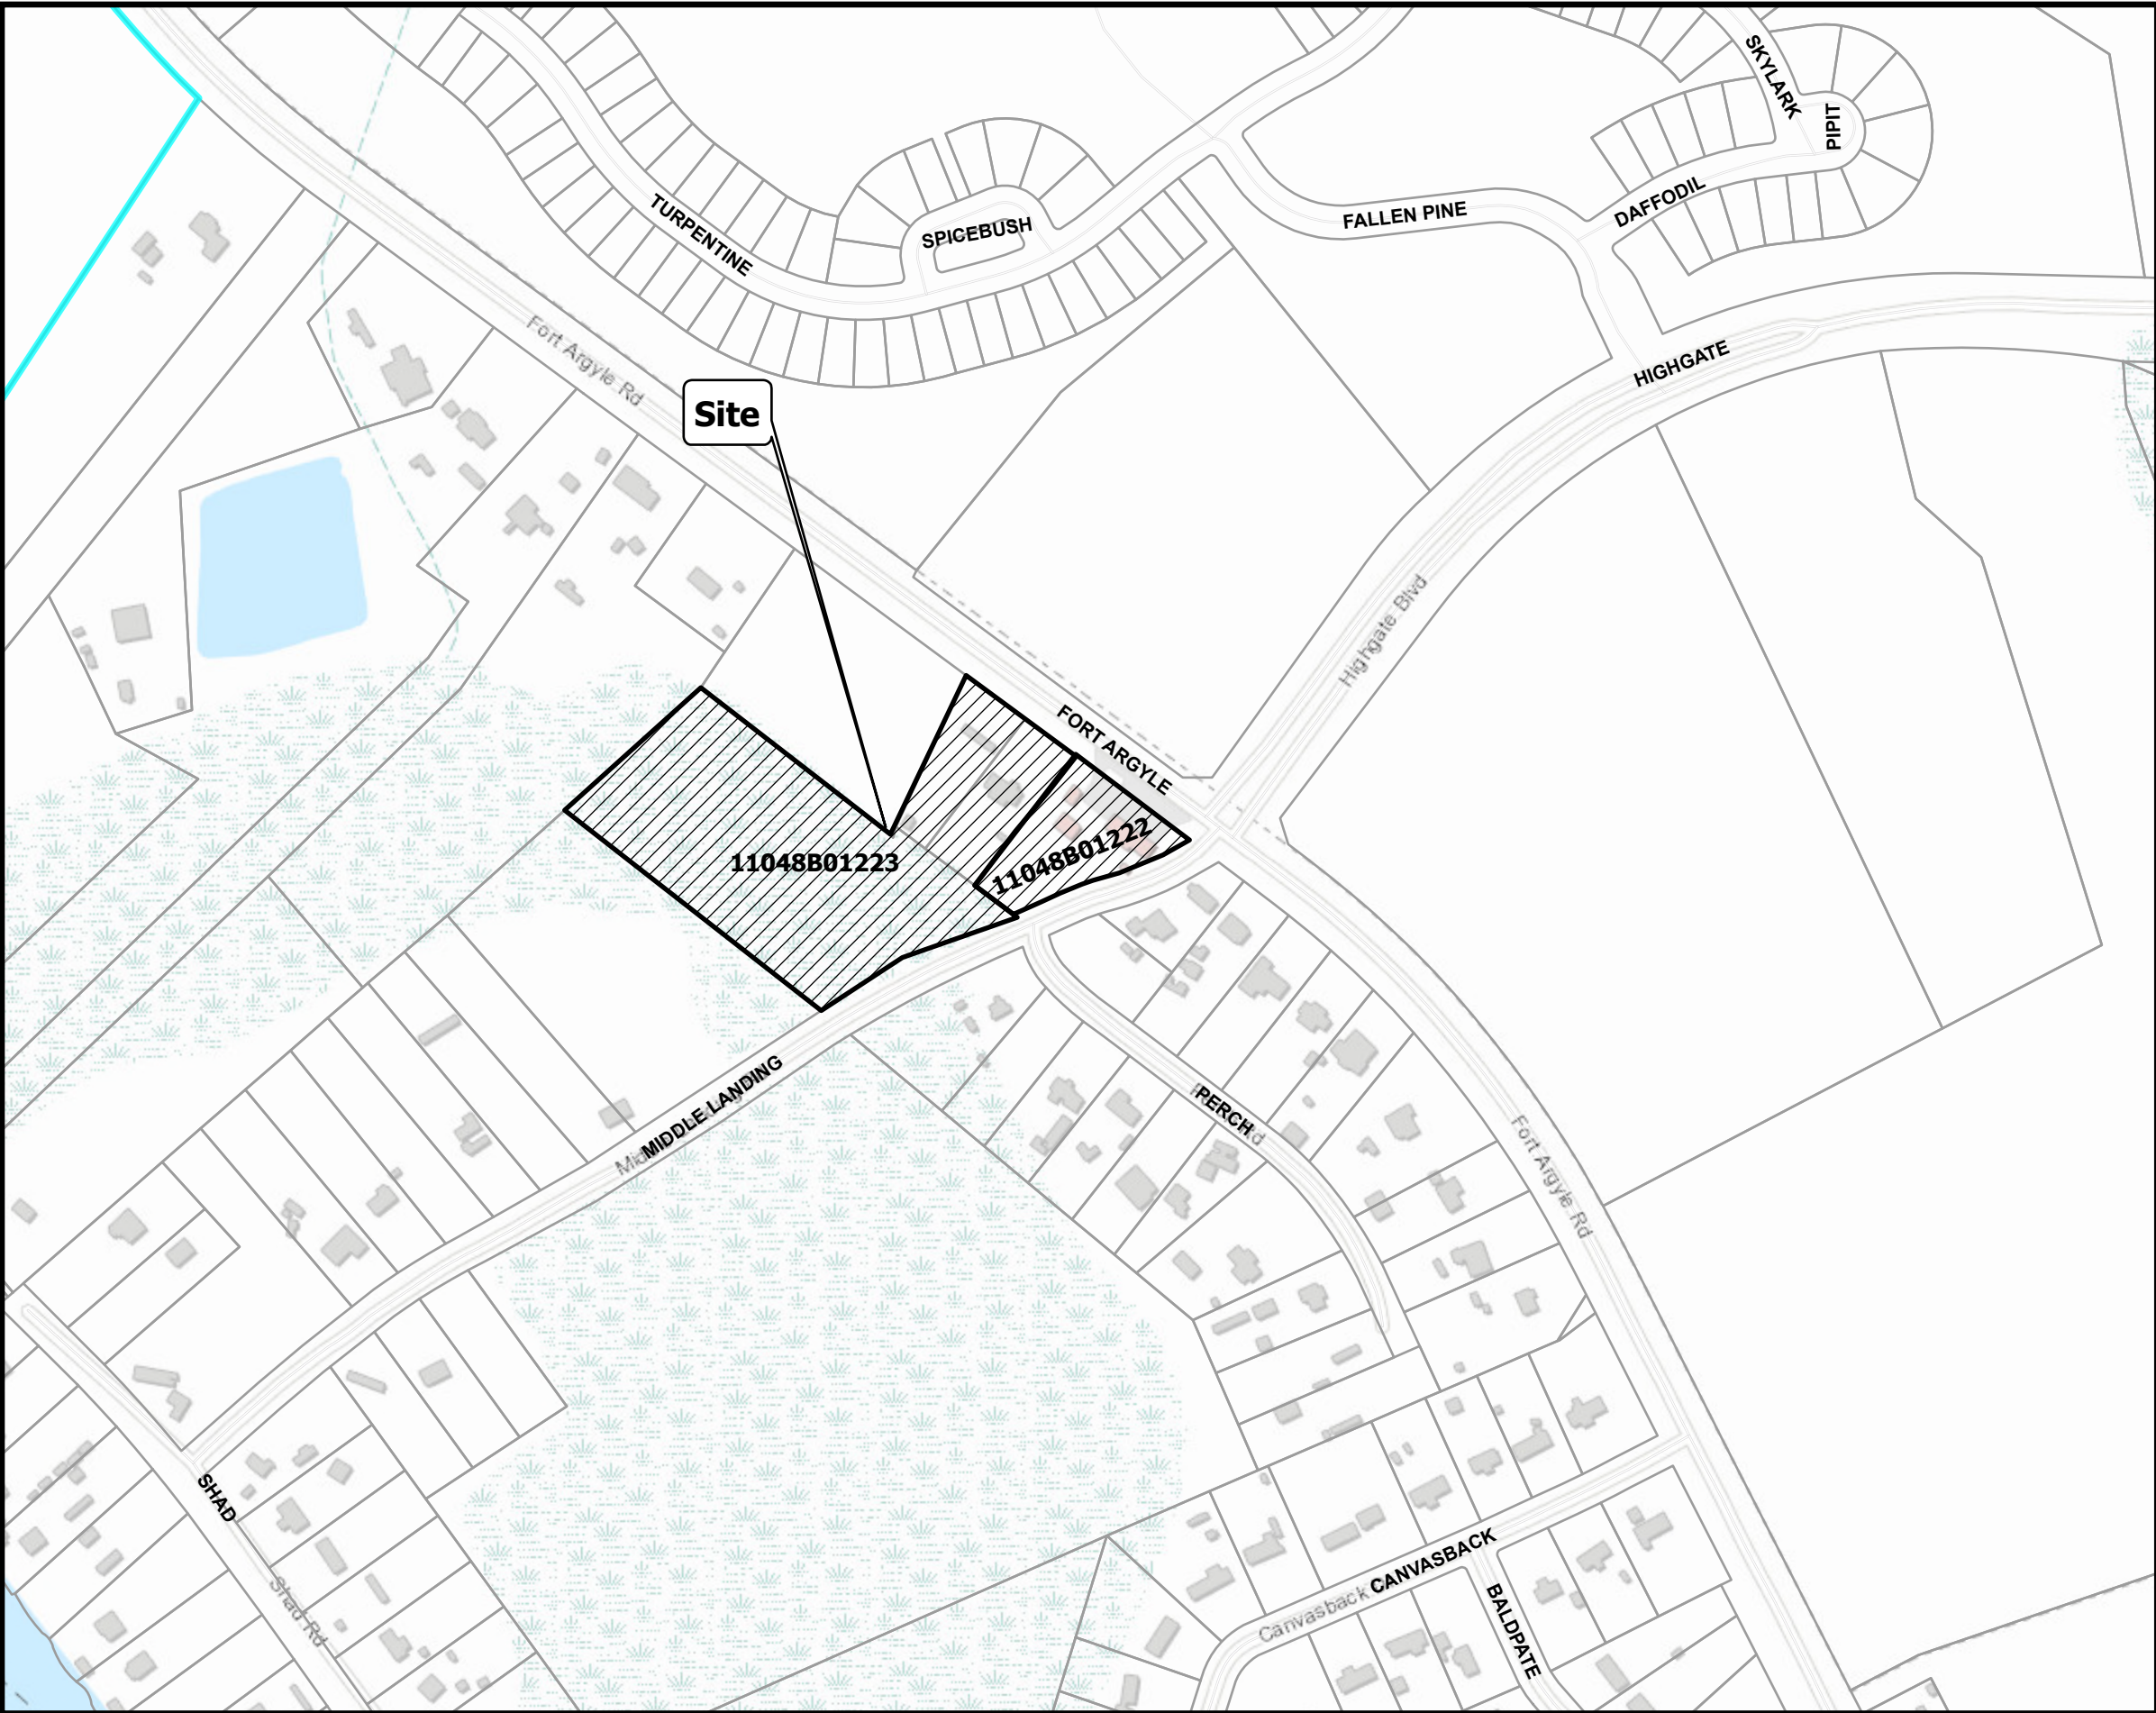 SKYLARK
PIPIT
DAFFODIL
FALLEN PINE
TURPENTINE
SPICEBUSH
HIGHGATE
Fort Argyle Rd
Site
Highgate Blvd
FORT ARGYLE
11048B01223
11048B01222
MIDDLE LANDING
PERCH
Fort Argyle Rd
SHAD
Shad Rd
CANVASBACK
Canvasback
BALDPATE